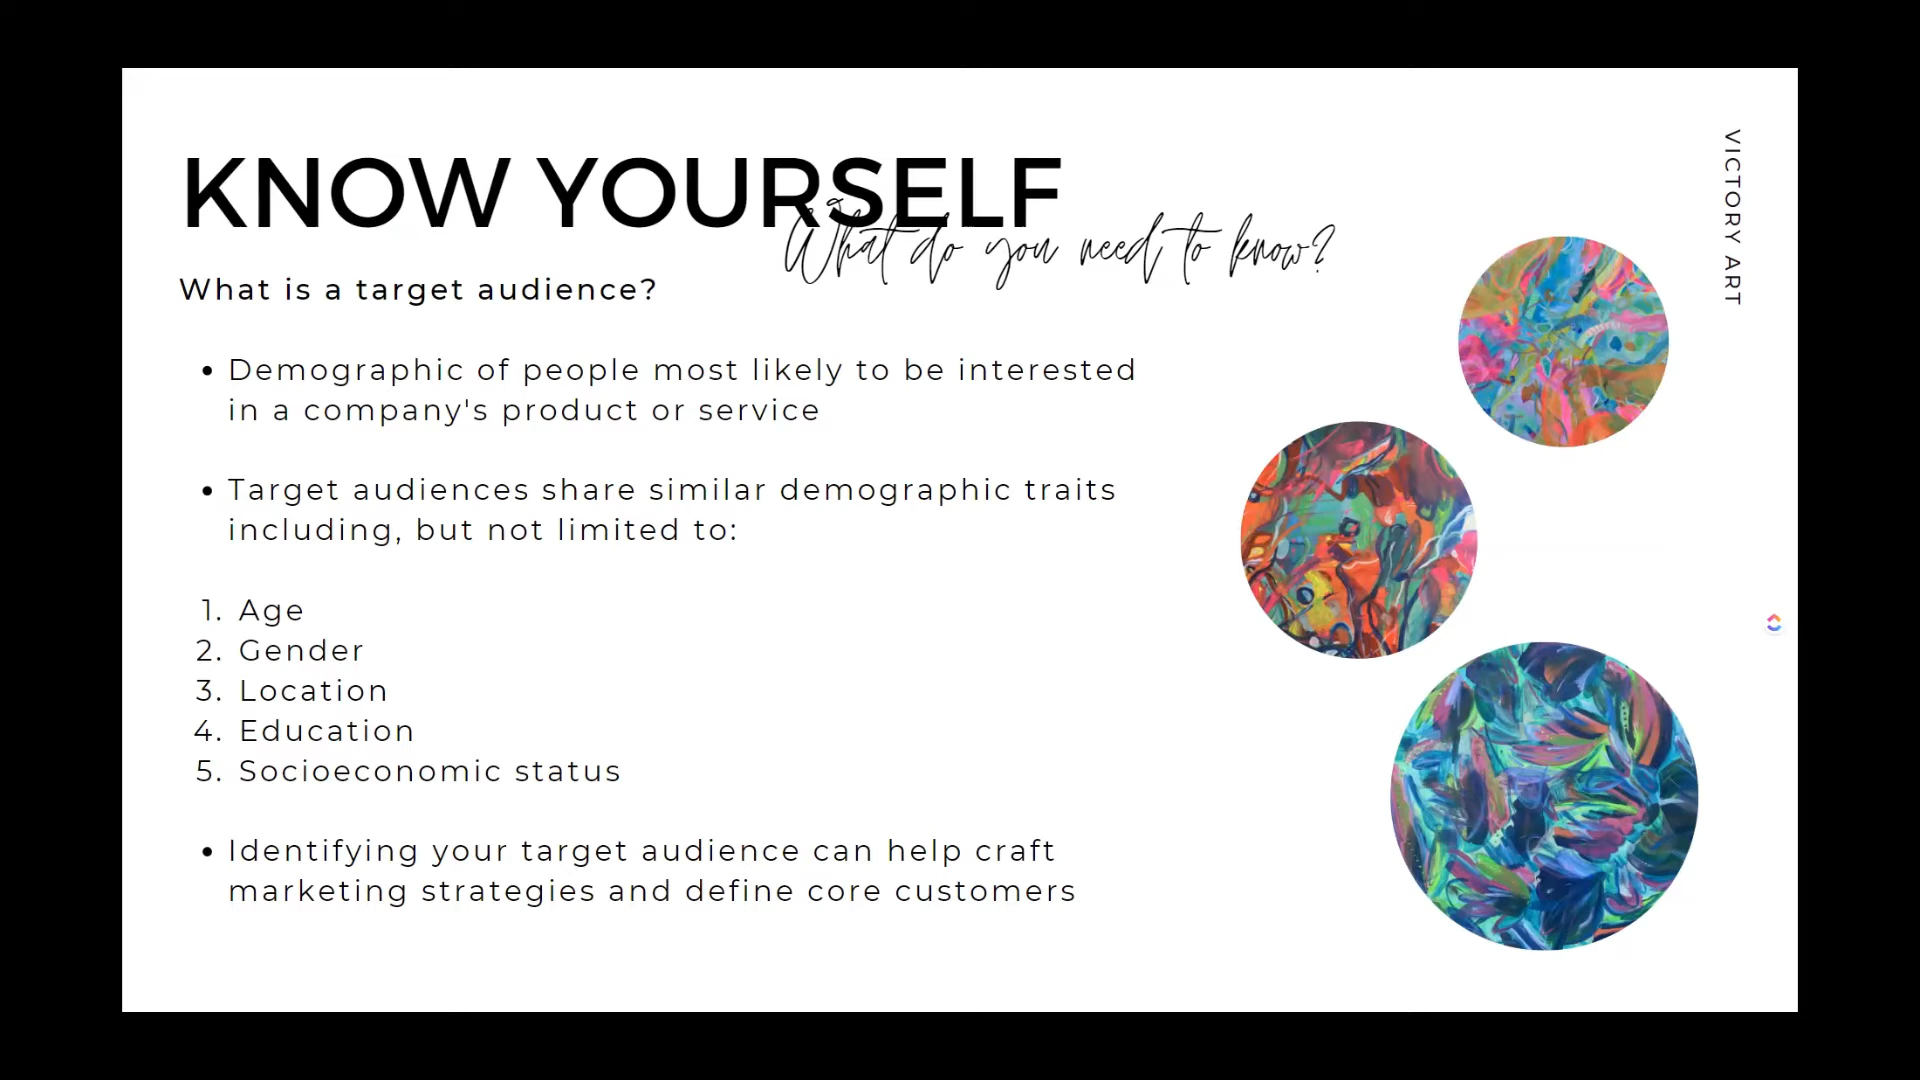 KNOW YOURSELF
What do you need to know?
What is a target audience?
• Demographic of people most likely to be interested
in a company's product or service
• Target audiences share similar demographic traits
including, but not limited to:
1. Age
2. Gender
3. Location
4. Education
5. Socioeconomic status
• Identifying your target audience can help craft
marketing strategies and define core customers
VICTORY ART